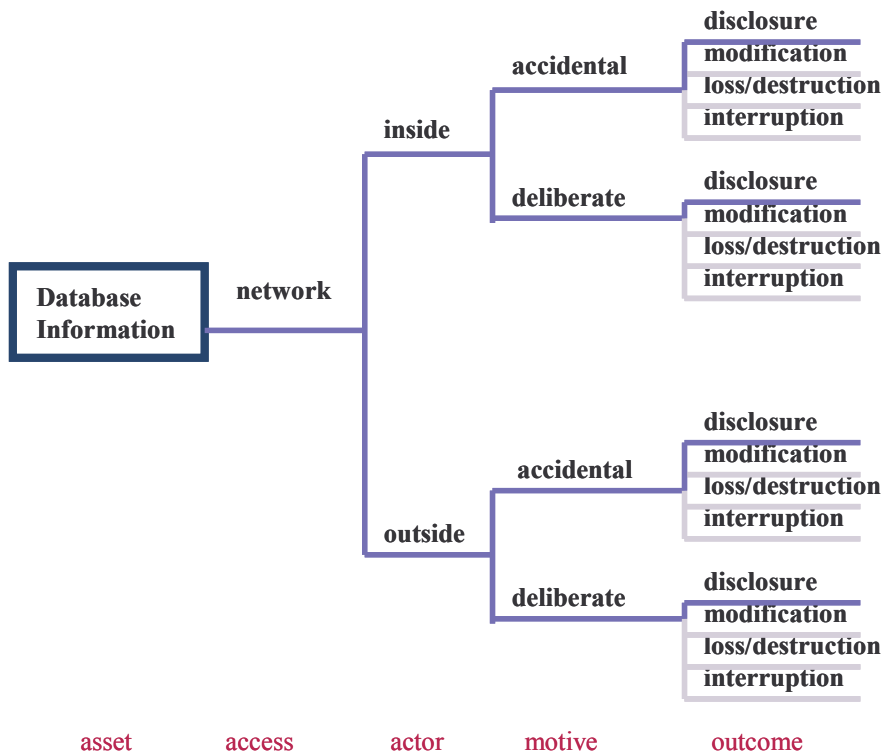 disclosure
accidental
modification
loss/destruction
inside
interruption
deliberate
disclosure
modification
loss/destruction
interruption
Database
Information
network
disclosure
accidental
modification
loss/destruction
outside
interruption
deliberate
disclosure
modification
loss/destruction
interruption
asset access actor motive outcome